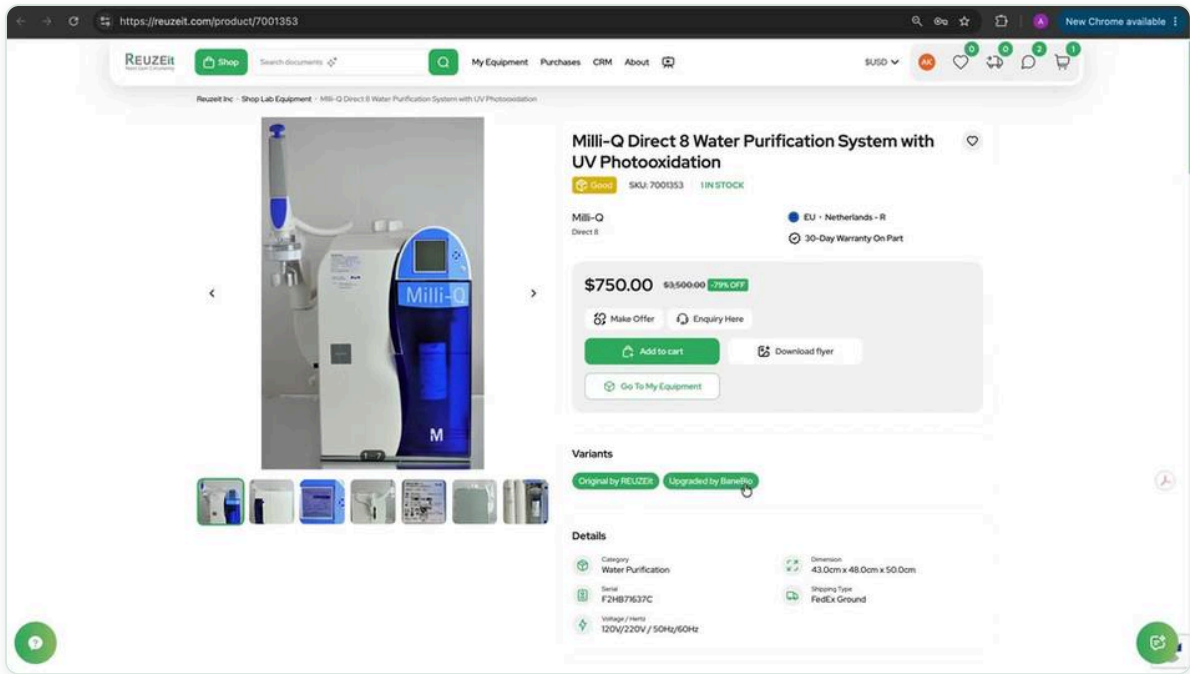 https://reuzeit.com/product/7001353
New Chrome available
REUZEit
Shop
Search documents
My Equipment
Purchases
CRM
About
$USD
AK
0
0
2
1
Reuzeit Inc - Shop Lab Equipment - Milli-Q Direct 8 Water Purification System with UV Photooxidation
Milli-Q Direct 8 Water Purification System with
UV Photooxidation
Good
SKU: 7001353
1 IN STOCK
Milli-Q
Direct 8
EU · Netherlands - R
30-Day Warranty On Part
$750.00
$3,500.00
-79% OFF
Make Offer
Enquiry Here
Add to cart
Download flyer
Go To My Equipment
Milli-Q
M
1 - 7
Variants
Original by REUZEit
Upgraded by BaneBio
Details
Category
Water Purification
Dimension
43.0cm x 48.0cm x 50.0cm
Serial
F2HB71637C
Shipping Type
FedEx Ground
Voltage / Hertz
120V/220V / 50Hz/60Hz